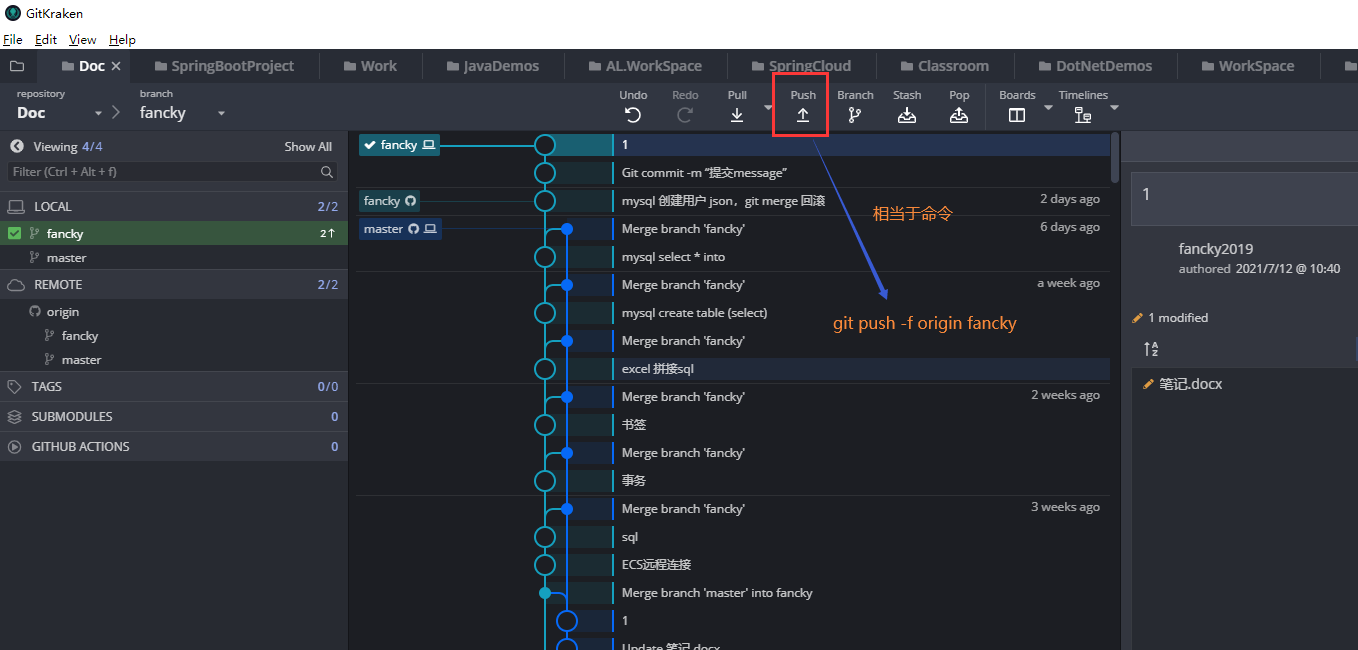 GitKraken
File Edit View Help
Doc SpringBootProject Work JavaDemos AL.WorkSpace SpringCloud Classroom DotNetDemos WorkSpace
repository branch
Doc fancky
Undo Redo Pull Push Branch Stash Pop Boards Timelines
Viewing 4/4 Show All
Filter (Ctrl + Alt + f)
LOCAL 2/2
fancky 2↑
master
REMOTE 2/2
origin
fancky
master
TAGS 0/0
SUBMODULES 0
GITHUB ACTIONS 0
fancky 1
Git commit -m “提交message”
fancky mysql 创建用户 json，git merge 回滚 2 days ago
master Merge branch 'fancky' 6 days ago
mysql select * into
Merge branch 'fancky' a week ago
mysql create table (select)
Merge branch 'fancky'
excel 拼接sql
Merge branch 'fancky' 2 weeks ago
书签
Merge branch 'fancky'
事务
Merge branch 'fancky' 3 weeks ago
sql
ECS远程连接
Merge branch 'master' into fancky
1
Update 笔记.docx
相当于命令
git push -f origin fancky
1
fancky2019
authored 2021/7/12 @ 10:40
1 modified
A
Z
笔记.docx